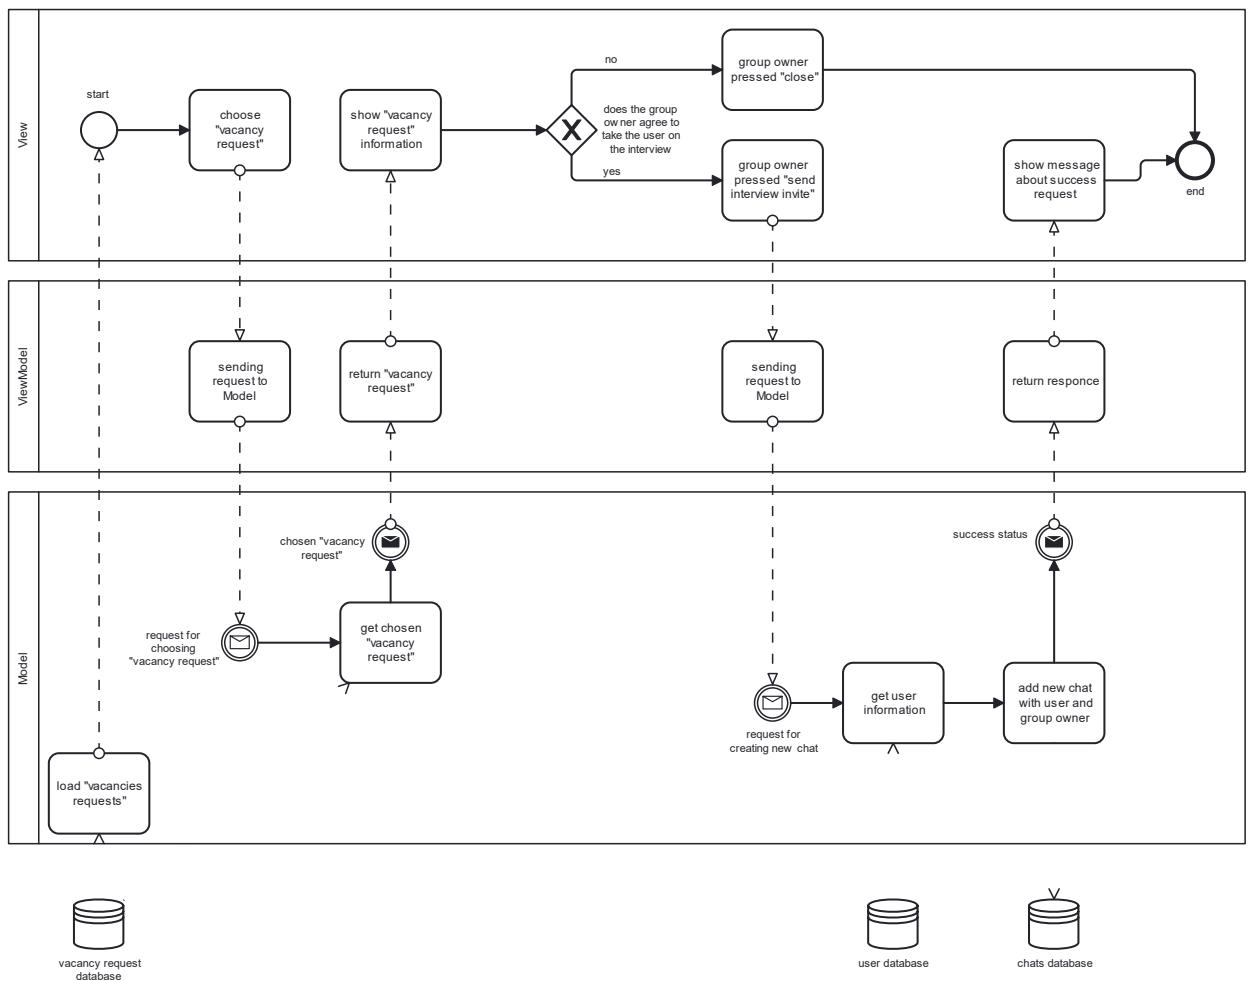 View
start
choose
"vacancy
request"
show "vacancy
request"
information
no
does the group
owner agree to
take the user on
the interview
yes
group owner
pressed "close"
group owner
pressed "send
interview invite"
show message
about success
request
end
ViewModel
sending
request to
Model
return "vacancy
request"
sending
request to
Model
return responce
Model
chosen "vacancy
request"
success status
request for
choosing
"vacancy request"
get chosen
"vacancy
request"
request for
creating new chat
get user
information
add new chat
with user and
group owner
load "vacancies
requests"
vacancy request
database
user database
chats database